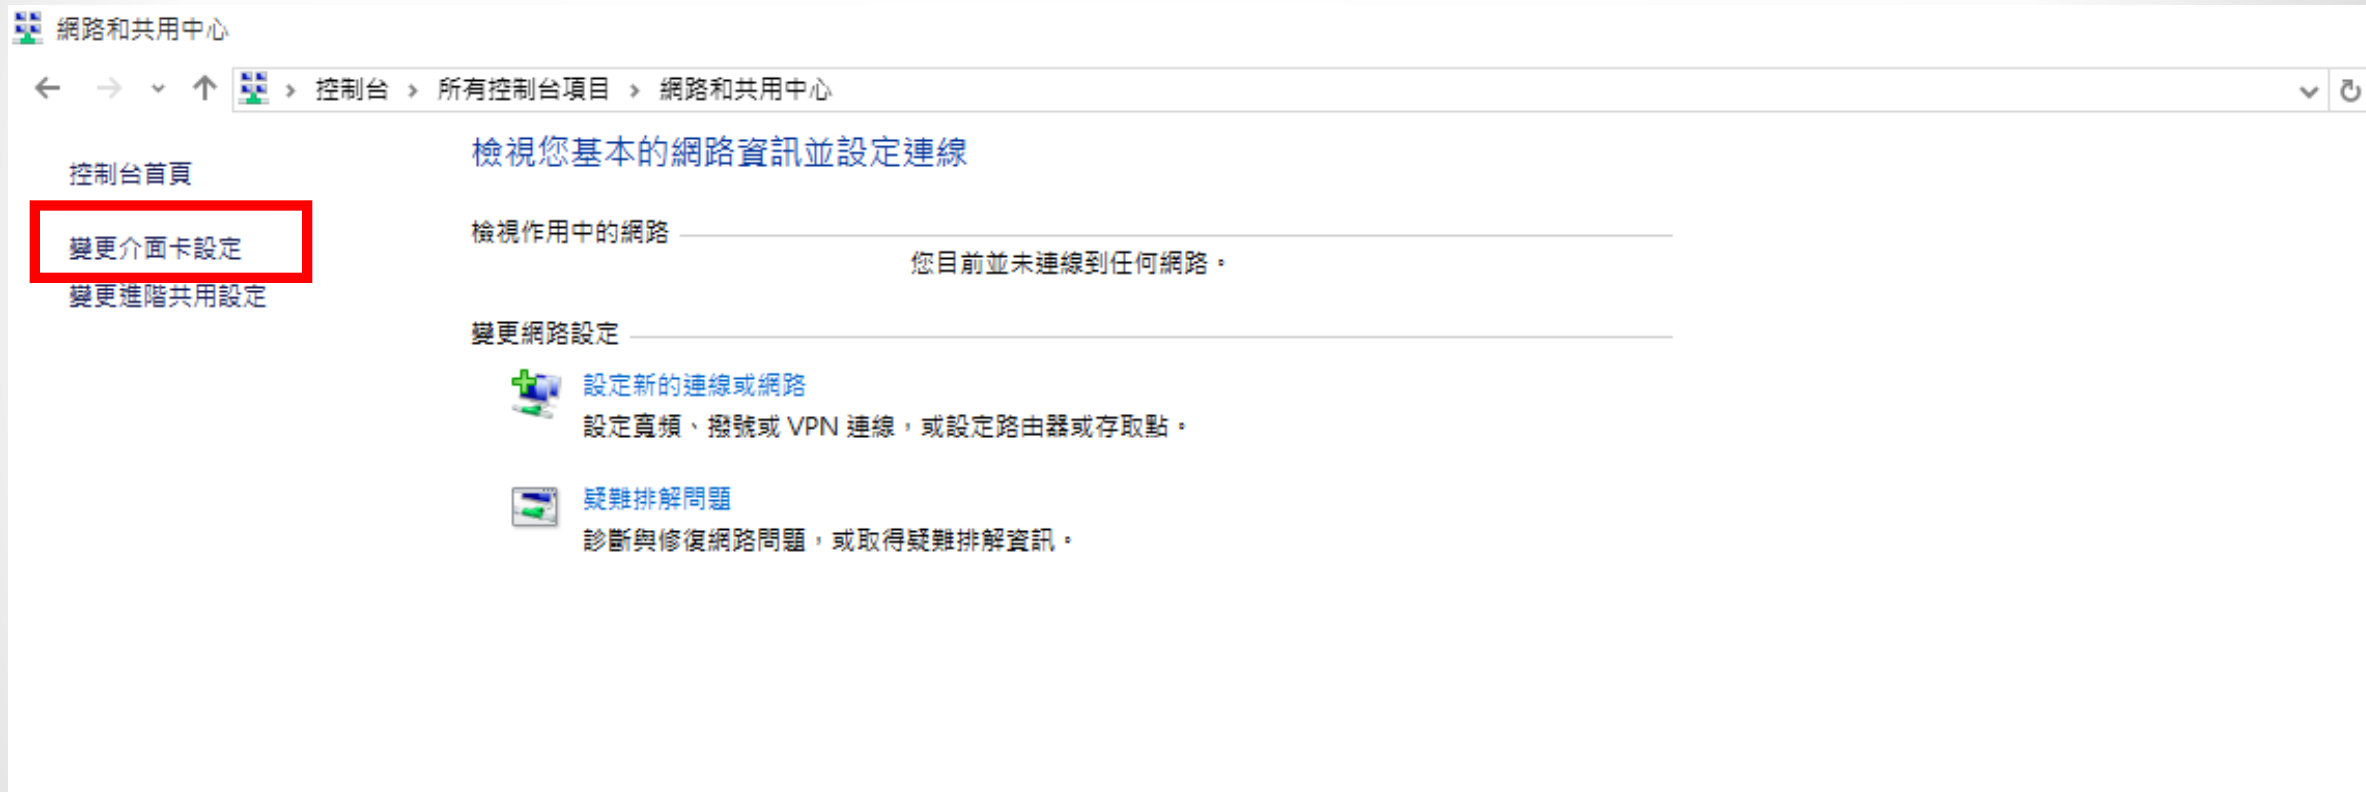 網路和共用中心
控制台 › 所有控制台項目 › 網路和共用中心
控制台首頁
變更介面卡設定
變更進階共用設定
檢視您基本的網路資訊並設定連線
檢視作用中的網路
您目前並未連線到任何網路。
變更網路設定
設定新的連線或網路
設定寬頻、撥號或 VPN 連線，或設定路由器或存取點。
疑難排解問題
診斷與修復網路問題，或取得疑難排解資訊。